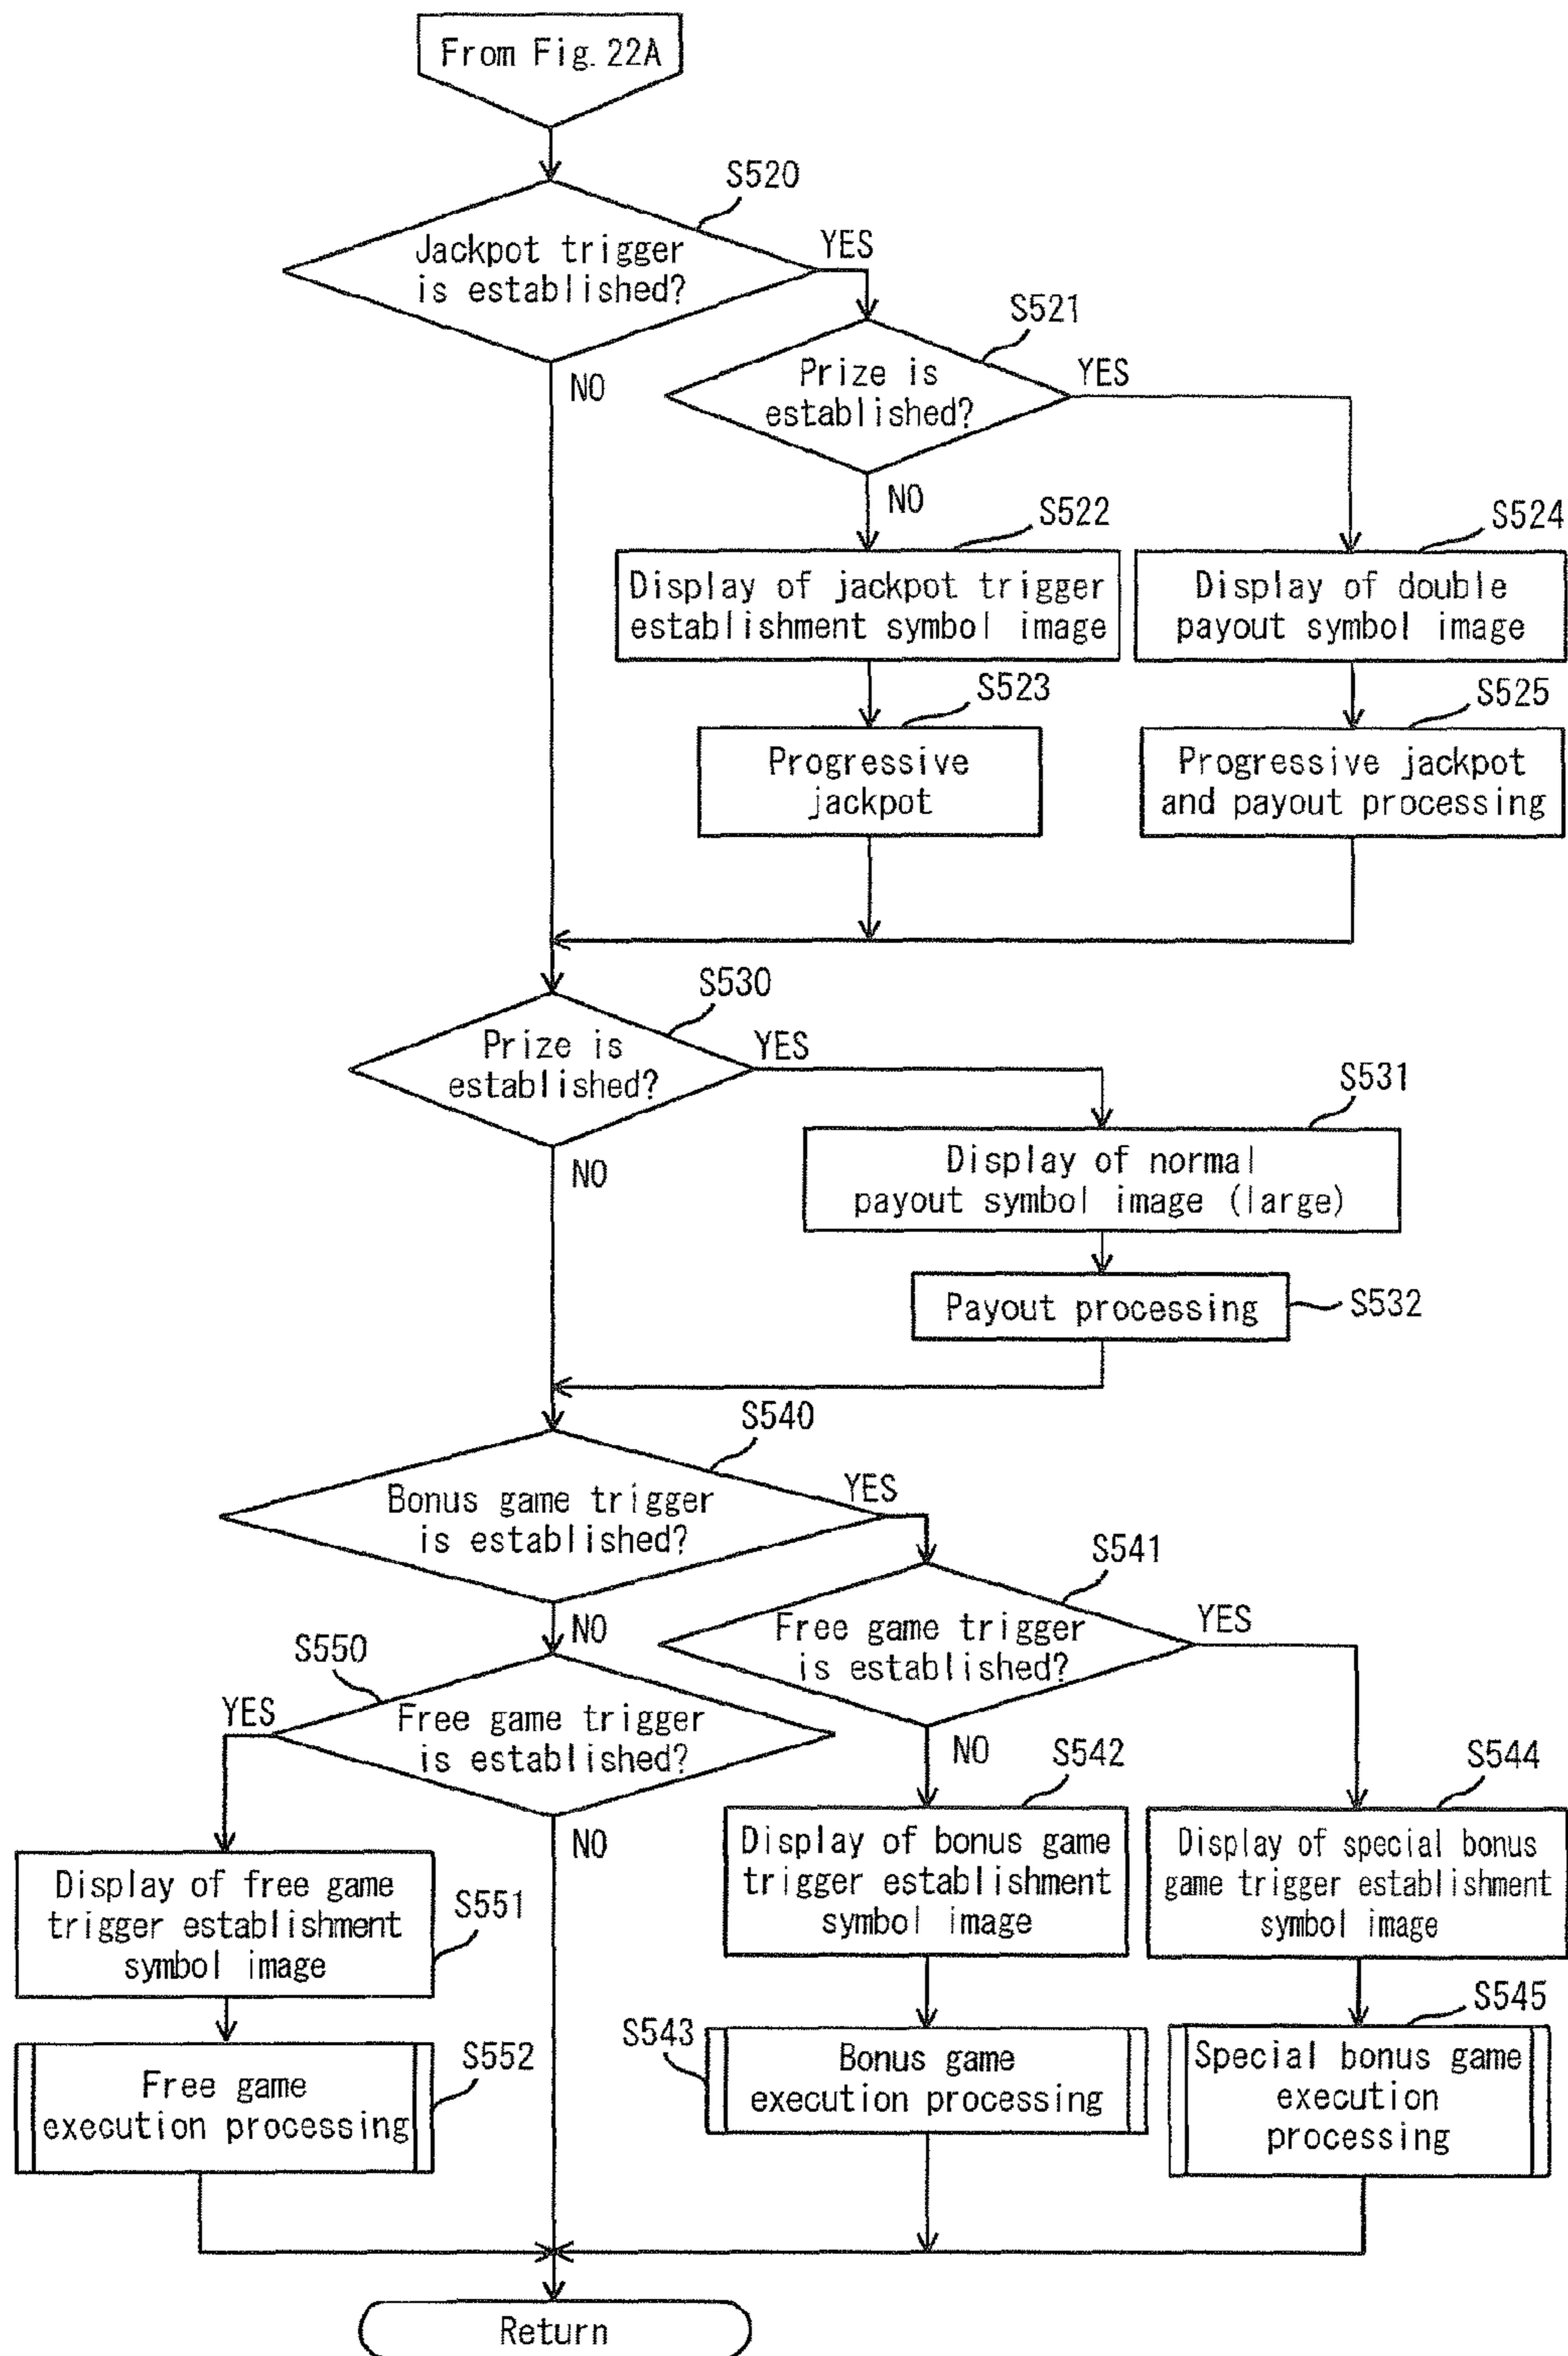 From Fig. 22A
S520
Jackpot trigger
is established?
YES
NO
S521
Prize is
established?
YES
NO
S522
Display of jackpot trigger
establishment symbol image
S524
Display of double
payout symbol image
S523
Progressive
jackpot
S525
Progressive jackpot
and payout processing
S530
Prize is
established?
YES
NO
S531
Display of normal
payout symbol image (large)
Payout processing
S532
S540
Bonus game trigger
is established?
YES
NO
S541
Free game trigger
is established?
YES
NO
S550
Free game trigger
is established?
YES
NO
S542
Display of bonus game
trigger establishment
symbol image
S544
Display of special bonus
game trigger establishment
symbol image
Display of free game
trigger establishment
symbol image
S551
S543
Bonus game
execution processing
S545
Special bonus game
execution
processing
Free game
execution processing
S552
Return